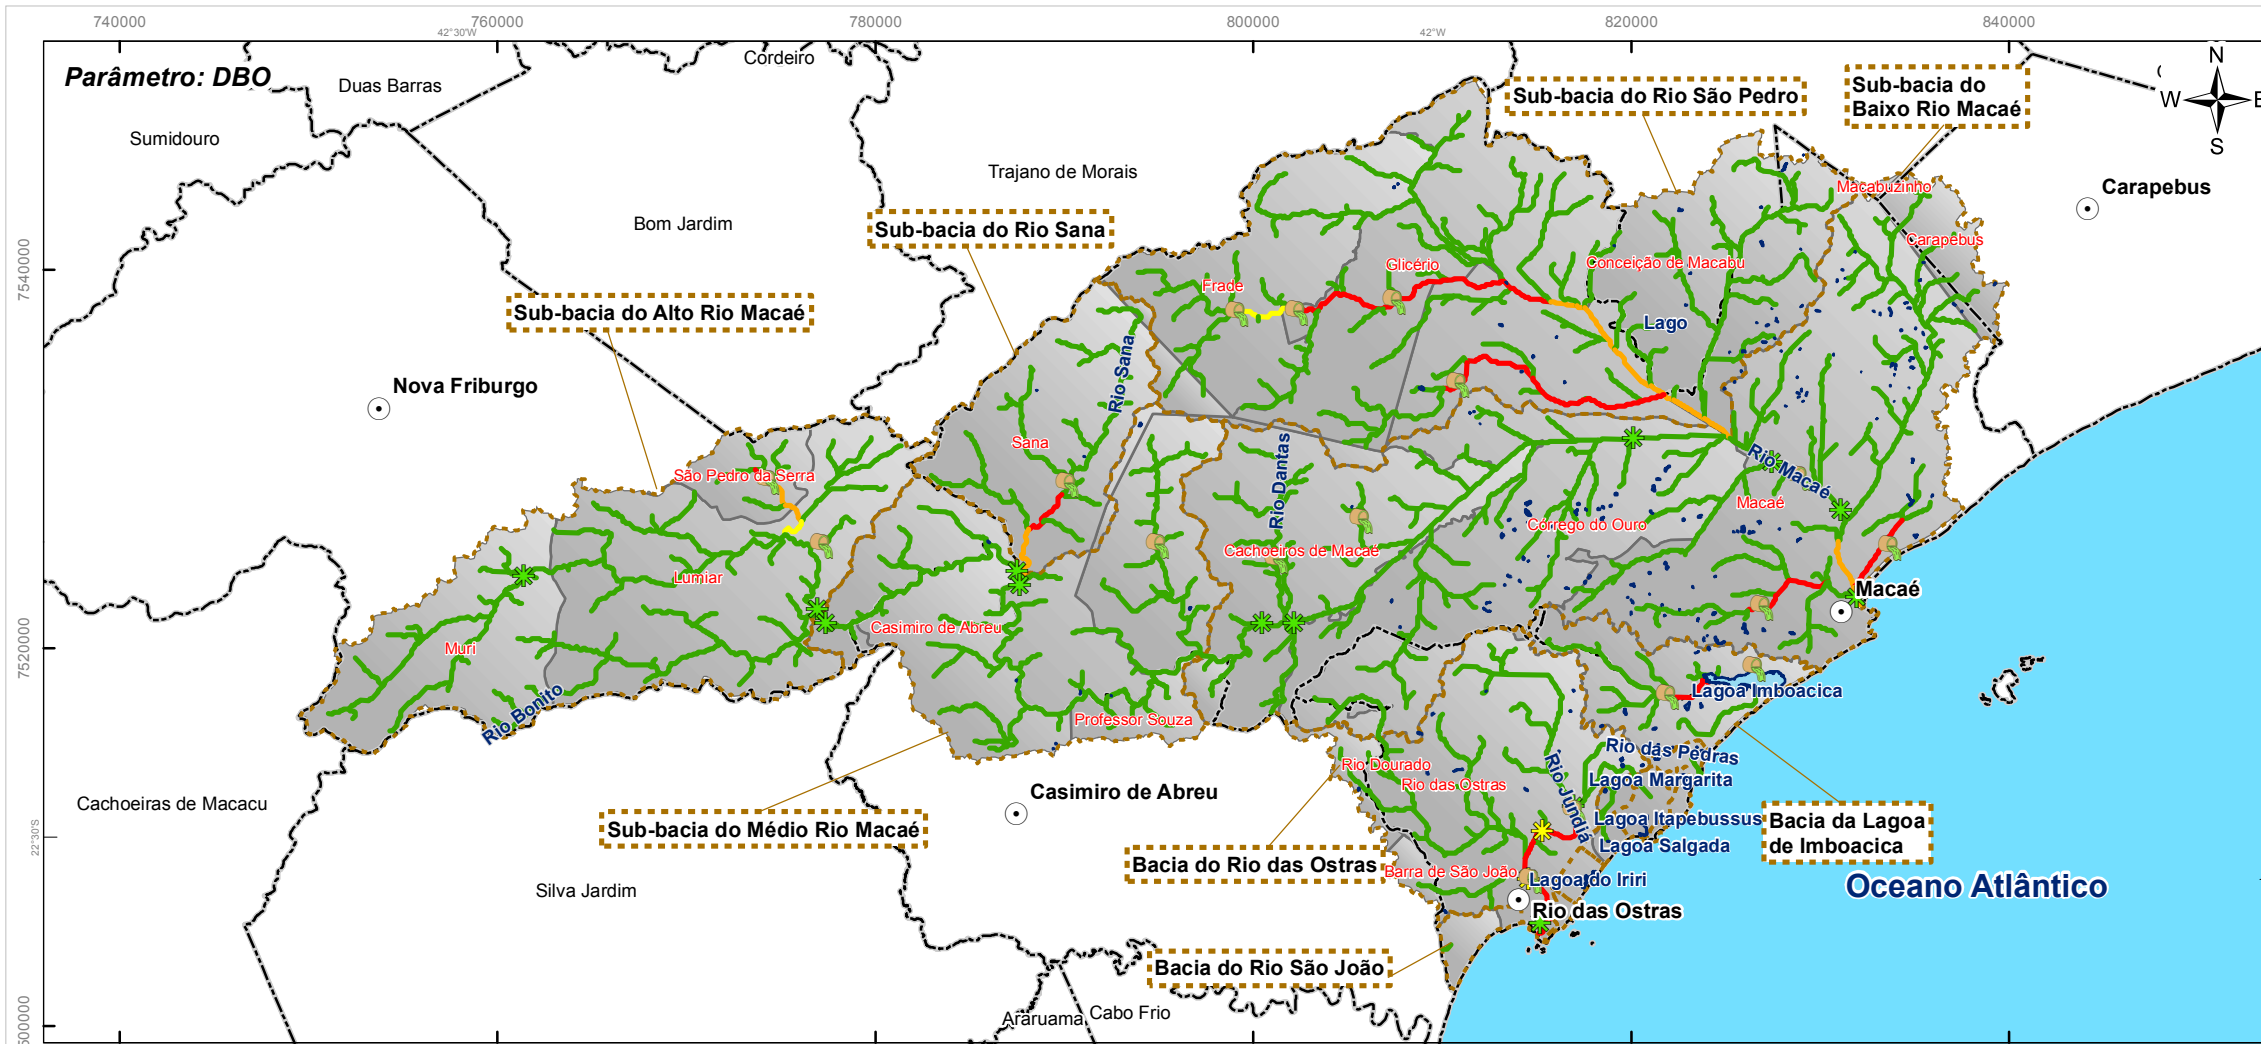 740000
760000
780000
800000
820000
840000
42°30'W
42°W
Parâmetro: DBO
Duas Barras
Cordeiro
Sumidouro
Trajano de Morais
Bom Jardim
Sub-bacia do Rio São Pedro
Sub-bacia do
Baixo Rio Macaé
N
W
E
S
Carapebus
Macabuzinho
Carapebus
Sub-bacia do Rio Sana
7540000
Glicério
Conceição de Macabu
Frade
Sub-bacia do Alto Rio Macaé
Lago
Rio Sana
Nova Friburgo
Sana
Rio Dantas
São Pedro da Serra
Rio Macaé
Macaé
Córrego do Ouro
Cachoeiros de Macaé
Lumiar
Macaé
Casimiro de Abreu
7520000
Muri
Rio Bonito
Lagoa Imboacica
Professor Souza
Rio das Pedras
Rio Dourado
Rio das Ostras
Rio Jundiá
Lagoa Margarita
Cachoeiras de Macacu
Casimiro de Abreu
Sub-bacia do Médio Rio Macaé
Lagoa Itapebussus
Bacia da Lagoa
de Imboacica
22°30'S
Lagoa Salgada
Bacia do Rio das Ostras
Barra de São João
Lagoa do Iriri
Silva Jardim
Oceano Atlântico
Rio das Ostras
Bacia do Rio São João
Araruama
Cabo Frio